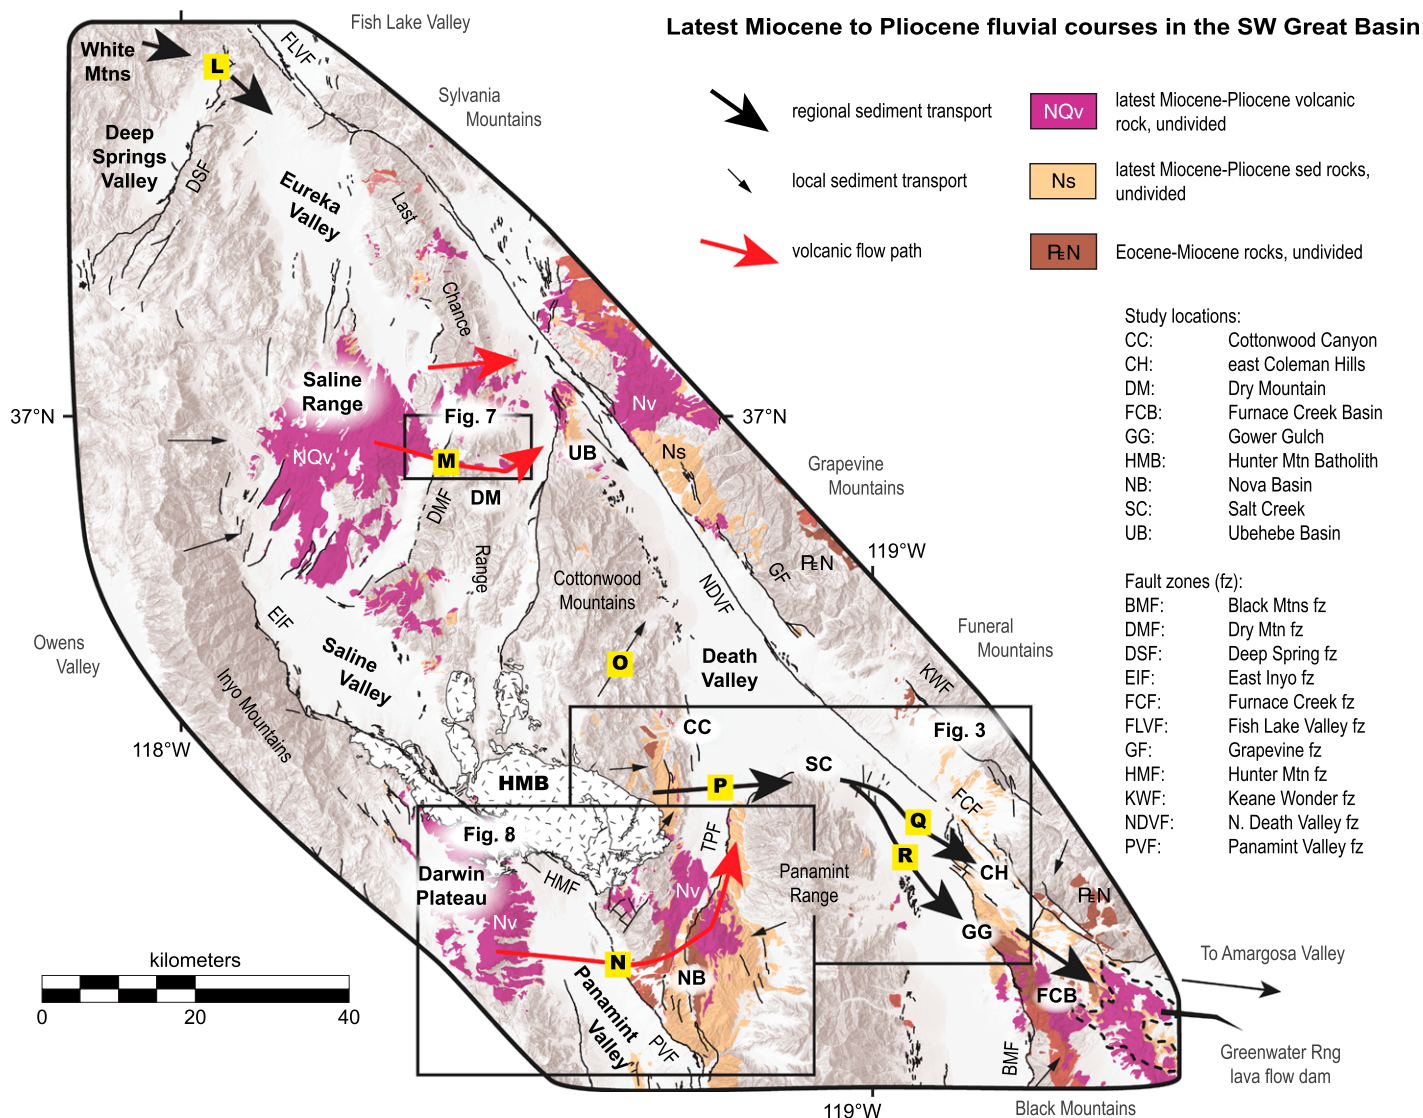 Latest Miocene to Pliocene fluvial courses in the SW Great Basin
regional sediment transport
local sediment transport
volcanic flow path
NQv
latest Miocene-Pliocene volcanic
rock, undivided
Ns
latest Miocene-Pliocene sed rocks,
undivided
Eocene-Miocene rocks, undivided
Study locations:
CC: Cottonwood Canyon
CH: east Coleman Hills
DM: Dry Mountain
FCB: Furnace Creek Basin
GG: Gower Gulch
HMB: Hunter Mtn Batholith
NB: Nova Basin
SC: Salt Creek
UB: Ubehebe Basin
Fault zones (fz):
BMF: Black Mtns fz
DMF: Dry Mtn fz
DSF: Deep Spring fz
EIF: East Inyo fz
FCF: Furnace Creek fz
FLVF: Fish Lake Valley fz
GF: Grapevine fz
HMF: Hunter Mtn fz
KWF: Keane Wonder fz
NDVF: N. Death Valley fz
PVF: Panamint Valley fz
Fish Lake Valley
White
Mtns
L
FLVF
Sylvania
Mountains
Deep
Springs
Valley
DSF
Eureka
Valley
Last
Chance
Range
Saline
Range
37°N
Fig. 7
37°N
NQv
M
UB
Nv
Ns
DM
DMF
Grapevine
Mountains
119°W
GF
Cottonwood
Mountains
NDVF
Owens
Valley
EIF
Saline
Valley
Inyo Mountains
O
Death
Valley
Funeral
Mountains
KWF
118°W
CC
Fig. 3
HMB
P
SC
FCF
Q
R
CH
Fig. 8
TPF
Darwin
Plateau
HMF
Nv
Nv
Panamint
Range
GG
N
NB
Panamint
Valley
PVF
FCB
BMF
To Amargosa Valley
Greenwater Rng
lava flow dam
Black Mountains
119°W
kilometers
0 20 40